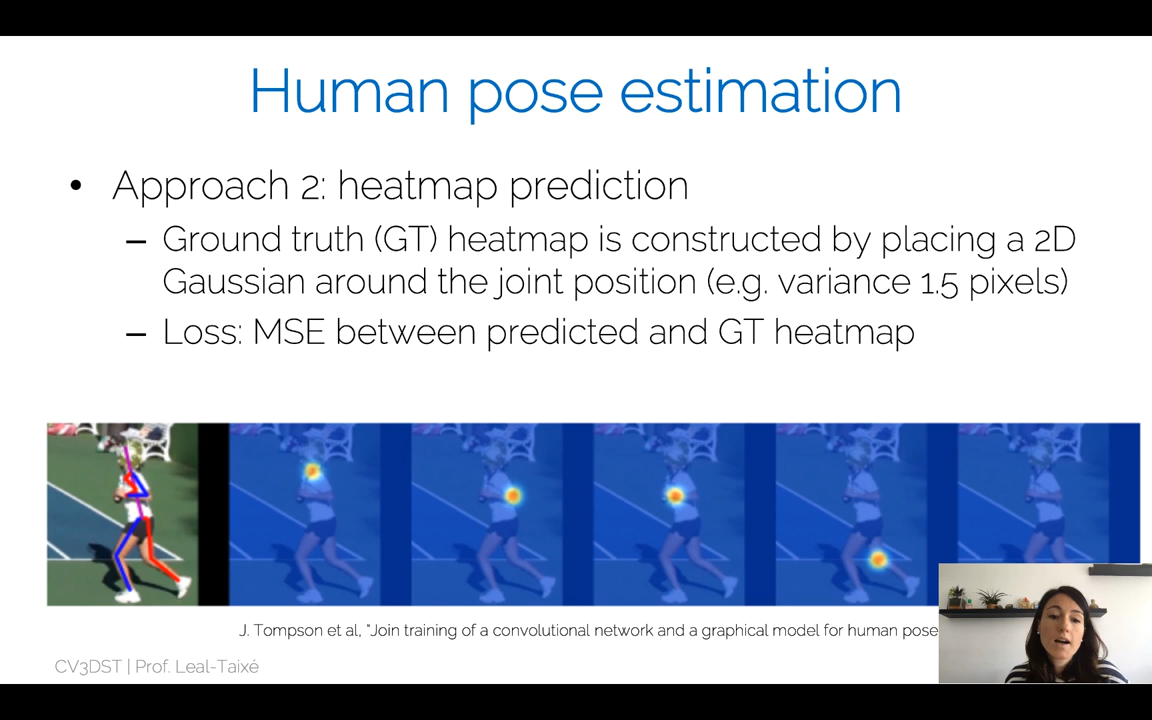 Human pose estimation
• Approach 2: heatmap prediction
– Ground truth (GT) heatmap is constructed by placing a 2D
Gaussian around the joint position (e.g. variance 1.5 pixels)
– Loss: MSE between predicted and GT heatmap
J. Tompson et al, "Join training of a convolutional network and a graphical model for human pose
CV3DST | Prof. Leal-Taixé